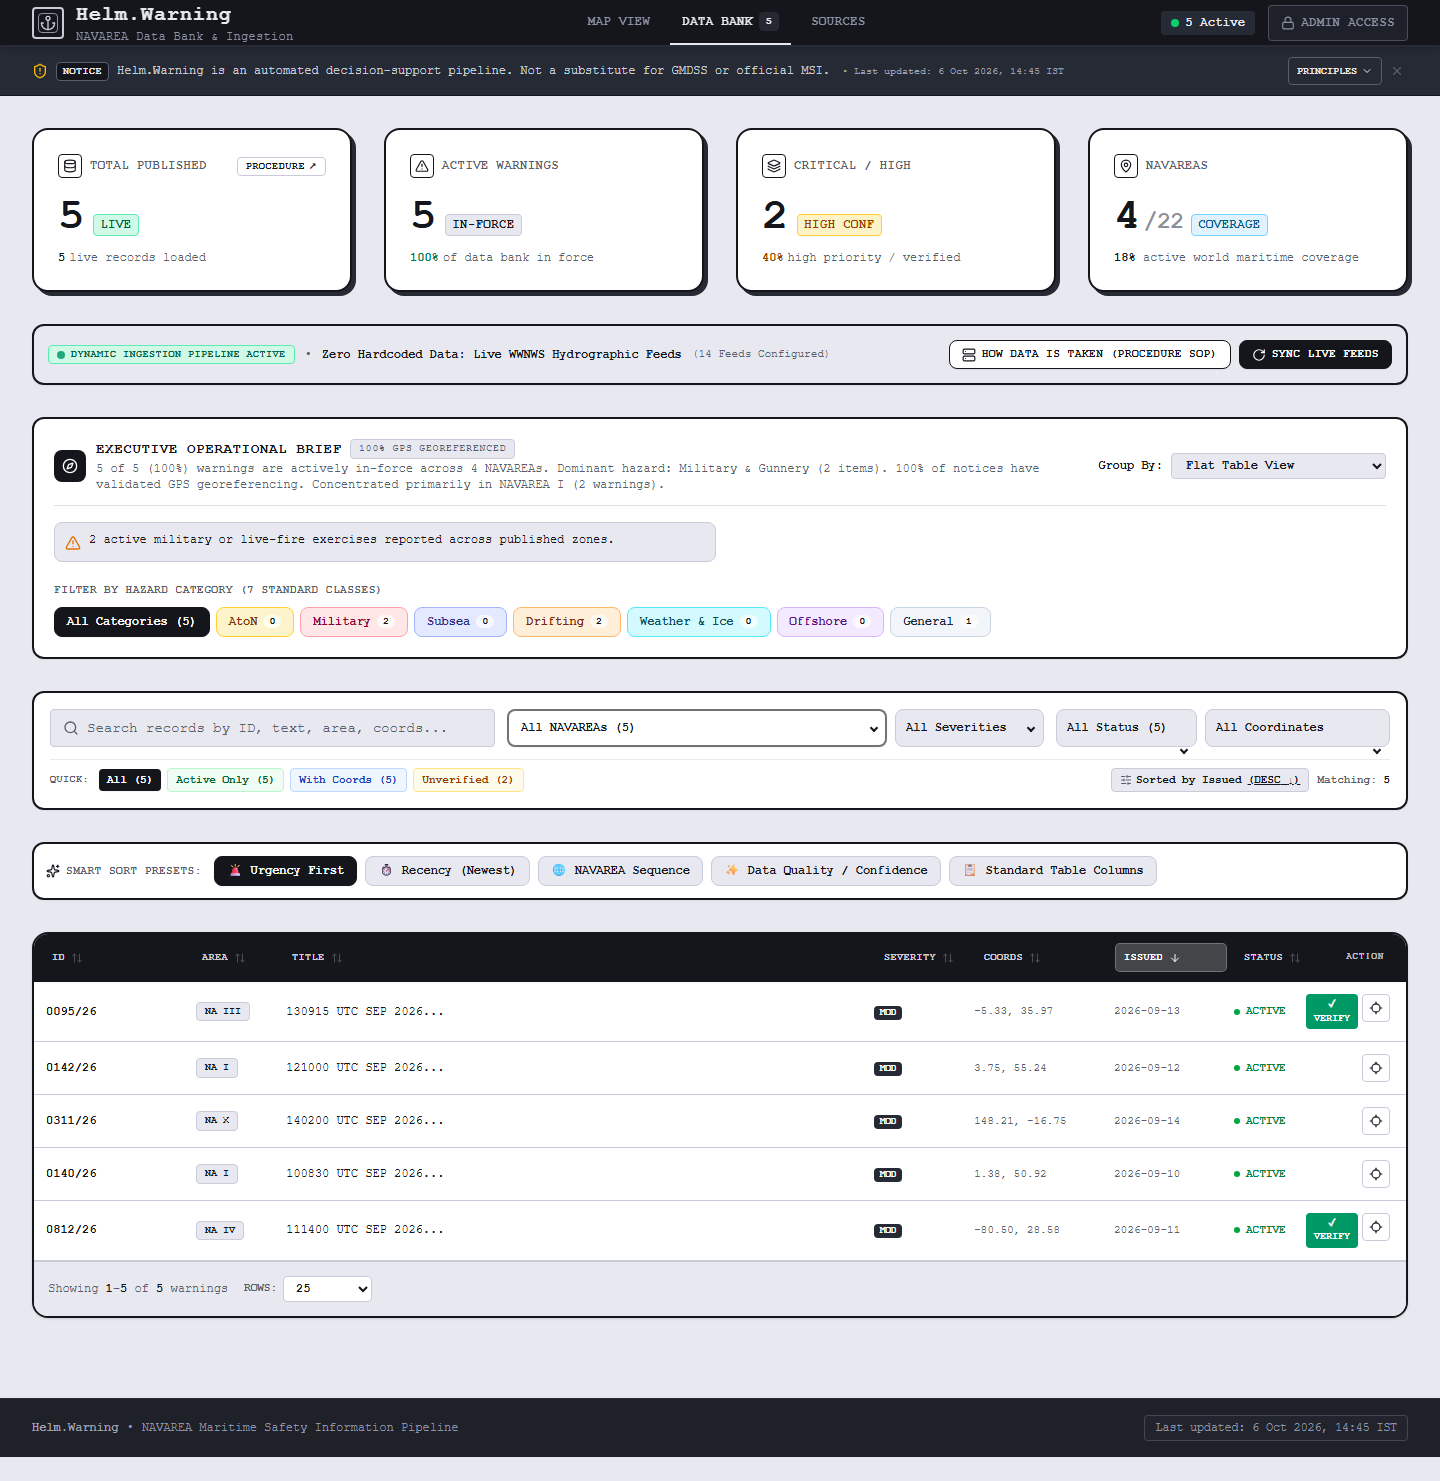 Helm.Warning
NAVAREA Data Bank & Ingestion
MAP VIEW
DATA BANK 5
SOURCES
5 Active
ADMIN ACCESS
NOTICE Helm.Warning is an automated decision-support pipeline. Not a substitute for GMDSS or official MSI. • Last updated: 6 Oct 2026, 14:45 IST
PRINCIPLES
TOTAL PUBLISHED
PROCEDURE ↗
5 LIVE
5 live records loaded
ACTIVE WARNINGS
5 IN-FORCE
100% of data bank in force
CRITICAL / HIGH
2 HIGH CONF
40% high priority / verified
NAVAREAS
4 /22 COVERAGE
18% active world maritime coverage
DYNAMIC INGESTION PIPELINE ACTIVE • Zero Hardcoded Data: Live WWNWS Hydrographic Feeds (14 Feeds Configured)
HOW DATA IS TAKEN (PROCEDURE SOP)
SYNC LIVE FEEDS
EXECUTIVE OPERATIONAL BRIEF 100% GPS GEOREFERENCED
5 of 5 (100%) warnings are actively in-force across 4 NAVAREAs. Dominant hazard: Military & Gunnery (2 items). 100% of notices have
validated GPS georeferencing. Concentrated primarily in NAVAREA I (2 warnings).
Group By: Flat Table View
2 active military or live-fire exercises reported across published zones.
FILTER BY HAZARD CATEGORY (7 STANDARD CLASSES)
All Categories (5)
AtoN 0
Military 2
Subsea 0
Drifting 2
Weather & Ice 0
Offshore 0
General 1
Search records by ID, text, area, coords...
All NAVAREAs (5)
All Severities
All Status (5)
All Coordinates
QUICK: All (5) Active Only (5) With Coords (5) Unverified (2)
Sorted by Issued (DESC ↓) Matching: 5
SMART SORT PRESETS: 🚨 Urgency First ⏱️ Recency (Newest) 🌐 NAVAREA Sequence ✨ Data Quality / Confidence 📋 Standard Table Columns
ID AREA TITLE SEVERITY COORDS ISSUED ↓ STATUS ACTION
0095/26 NA III 130915 UTC SEP 2026... MOD -5.33, 35.97 2026-09-13 ACTIVE ✓ VERIFY
0142/26 NA I 121000 UTC SEP 2026... MOD 3.75, 55.24 2026-09-12 ACTIVE
0311/26 NA X 140200 UTC SEP 2026... MOD 148.21, -16.75 2026-09-14 ACTIVE
0140/26 NA I 100830 UTC SEP 2026... MOD 1.38, 50.92 2026-09-10 ACTIVE
0812/26 NA IV 111400 UTC SEP 2026... MOD -80.50, 28.58 2026-09-11 ACTIVE ✓ VERIFY
Showing 1-5 of 5 warnings ROWS: 25
Helm.Warning • NAVAREA Maritime Safety Information Pipeline
Last updated: 6 Oct 2026, 14:45 IST